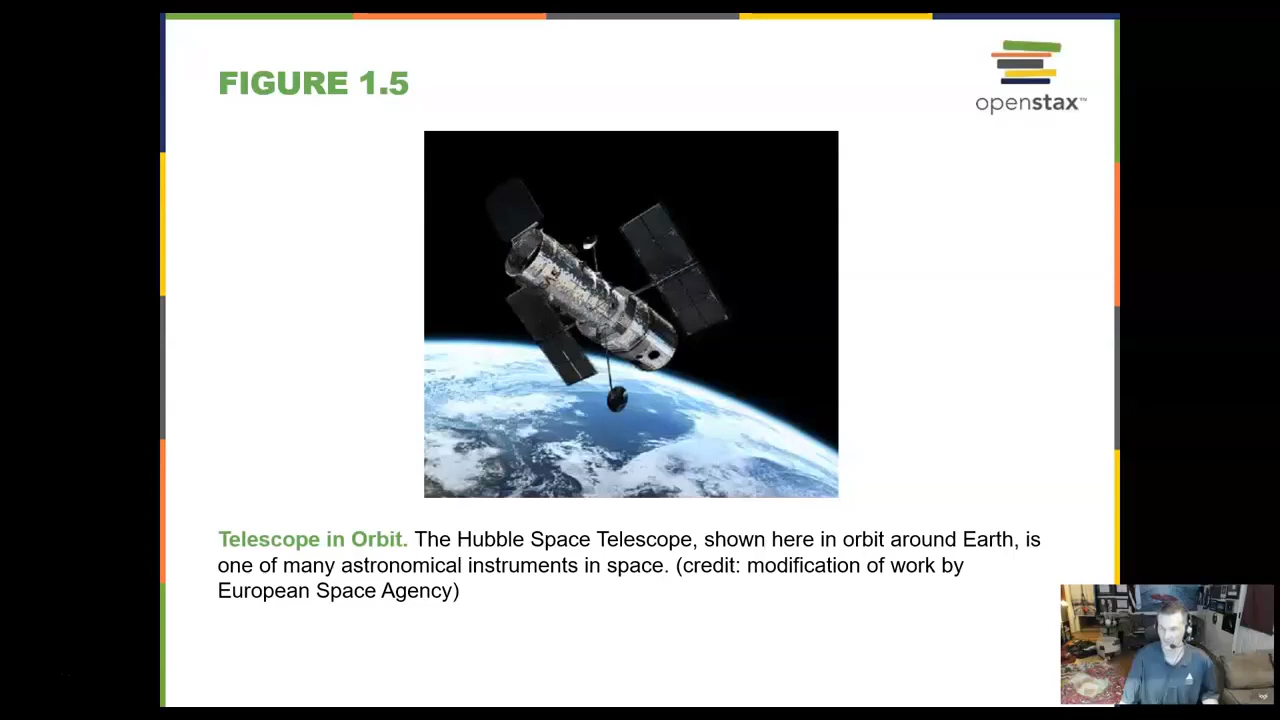 FIGURE 1.5
openstax™
Telescope in Orbit. The Hubble Space Telescope, shown here in orbit around Earth, is
one of many astronomical instruments in space. (credit: modification of work by
European Space Agency)
logi